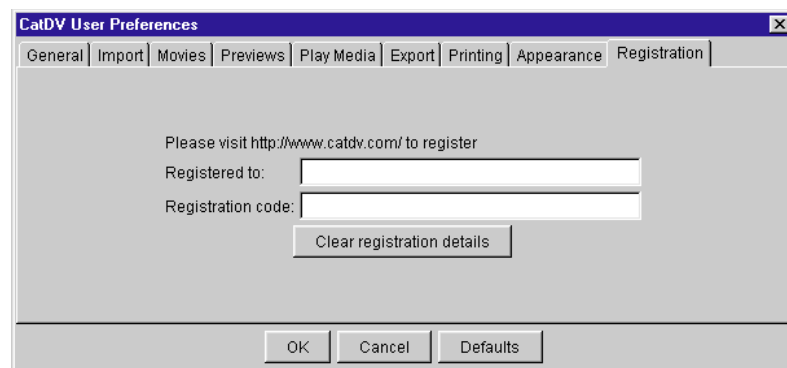 CatDV User Preferences
General Import Movies Previews Play Media Export Printing Appearance Registration
Please visit http://www.catdv.com/ to register
Registered to:
Registration code:
Clear registration details
OK Cancel Defaults